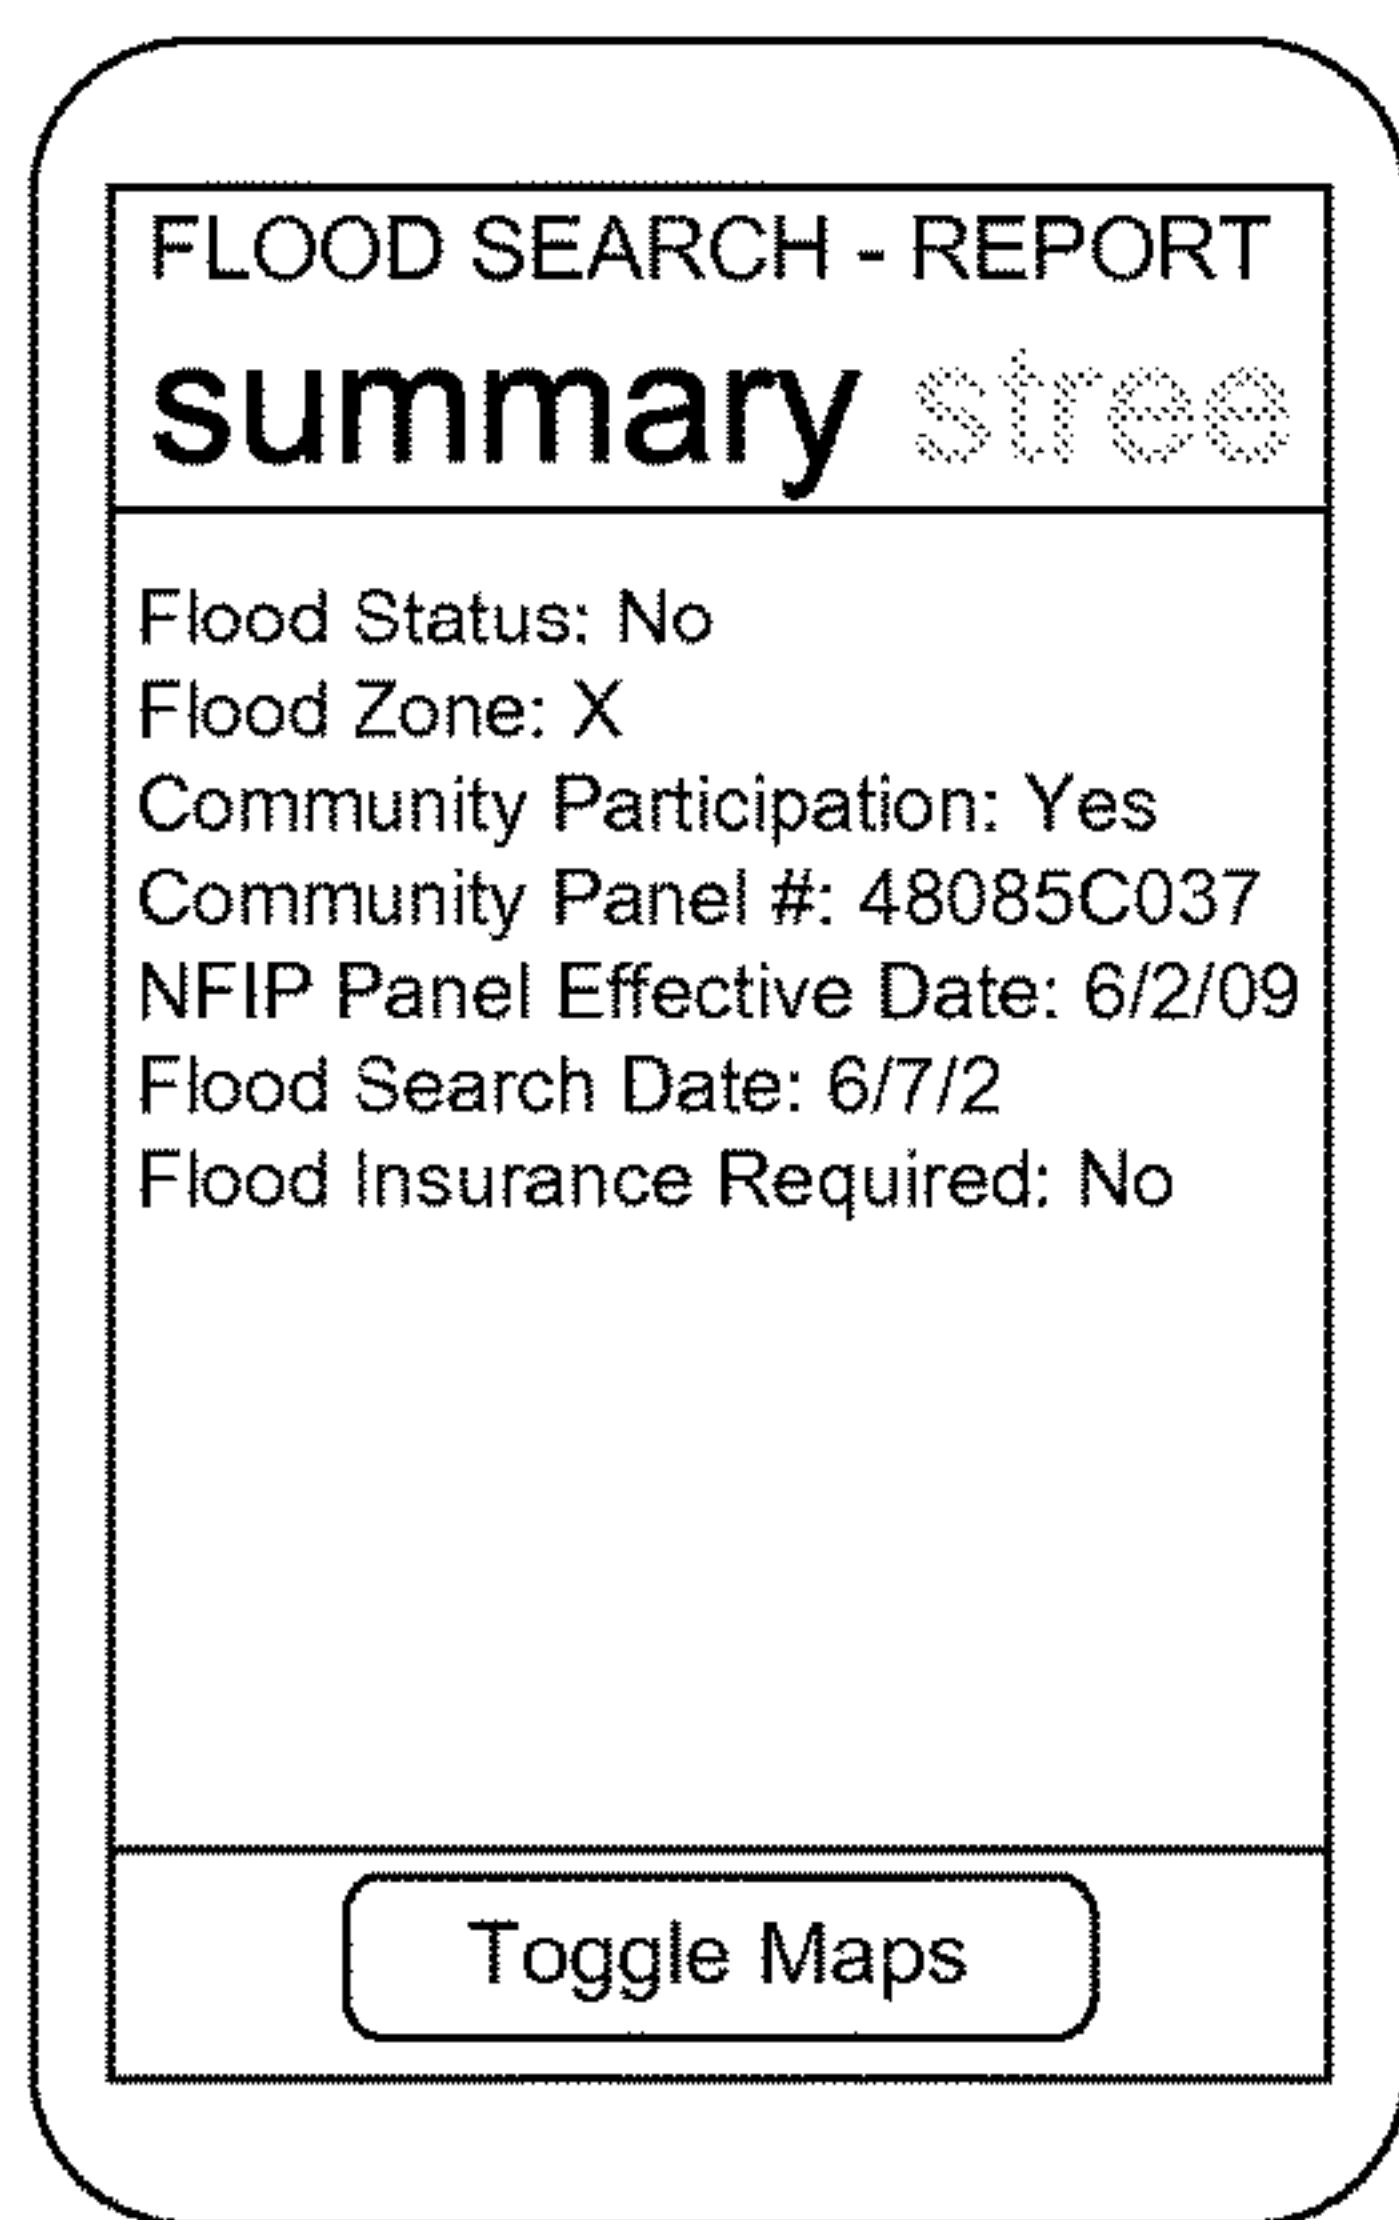 FLOOD SEARCH - REPORT
summary stree
Flood Status: No
Flood Zone: X
Community Participation: Yes
Community Panel #: 48085C037
NFIP Panel Effective Date: 6/2/09
Flood Search Date: 6/7/2
Flood Insurance Required: No
Toggle Maps